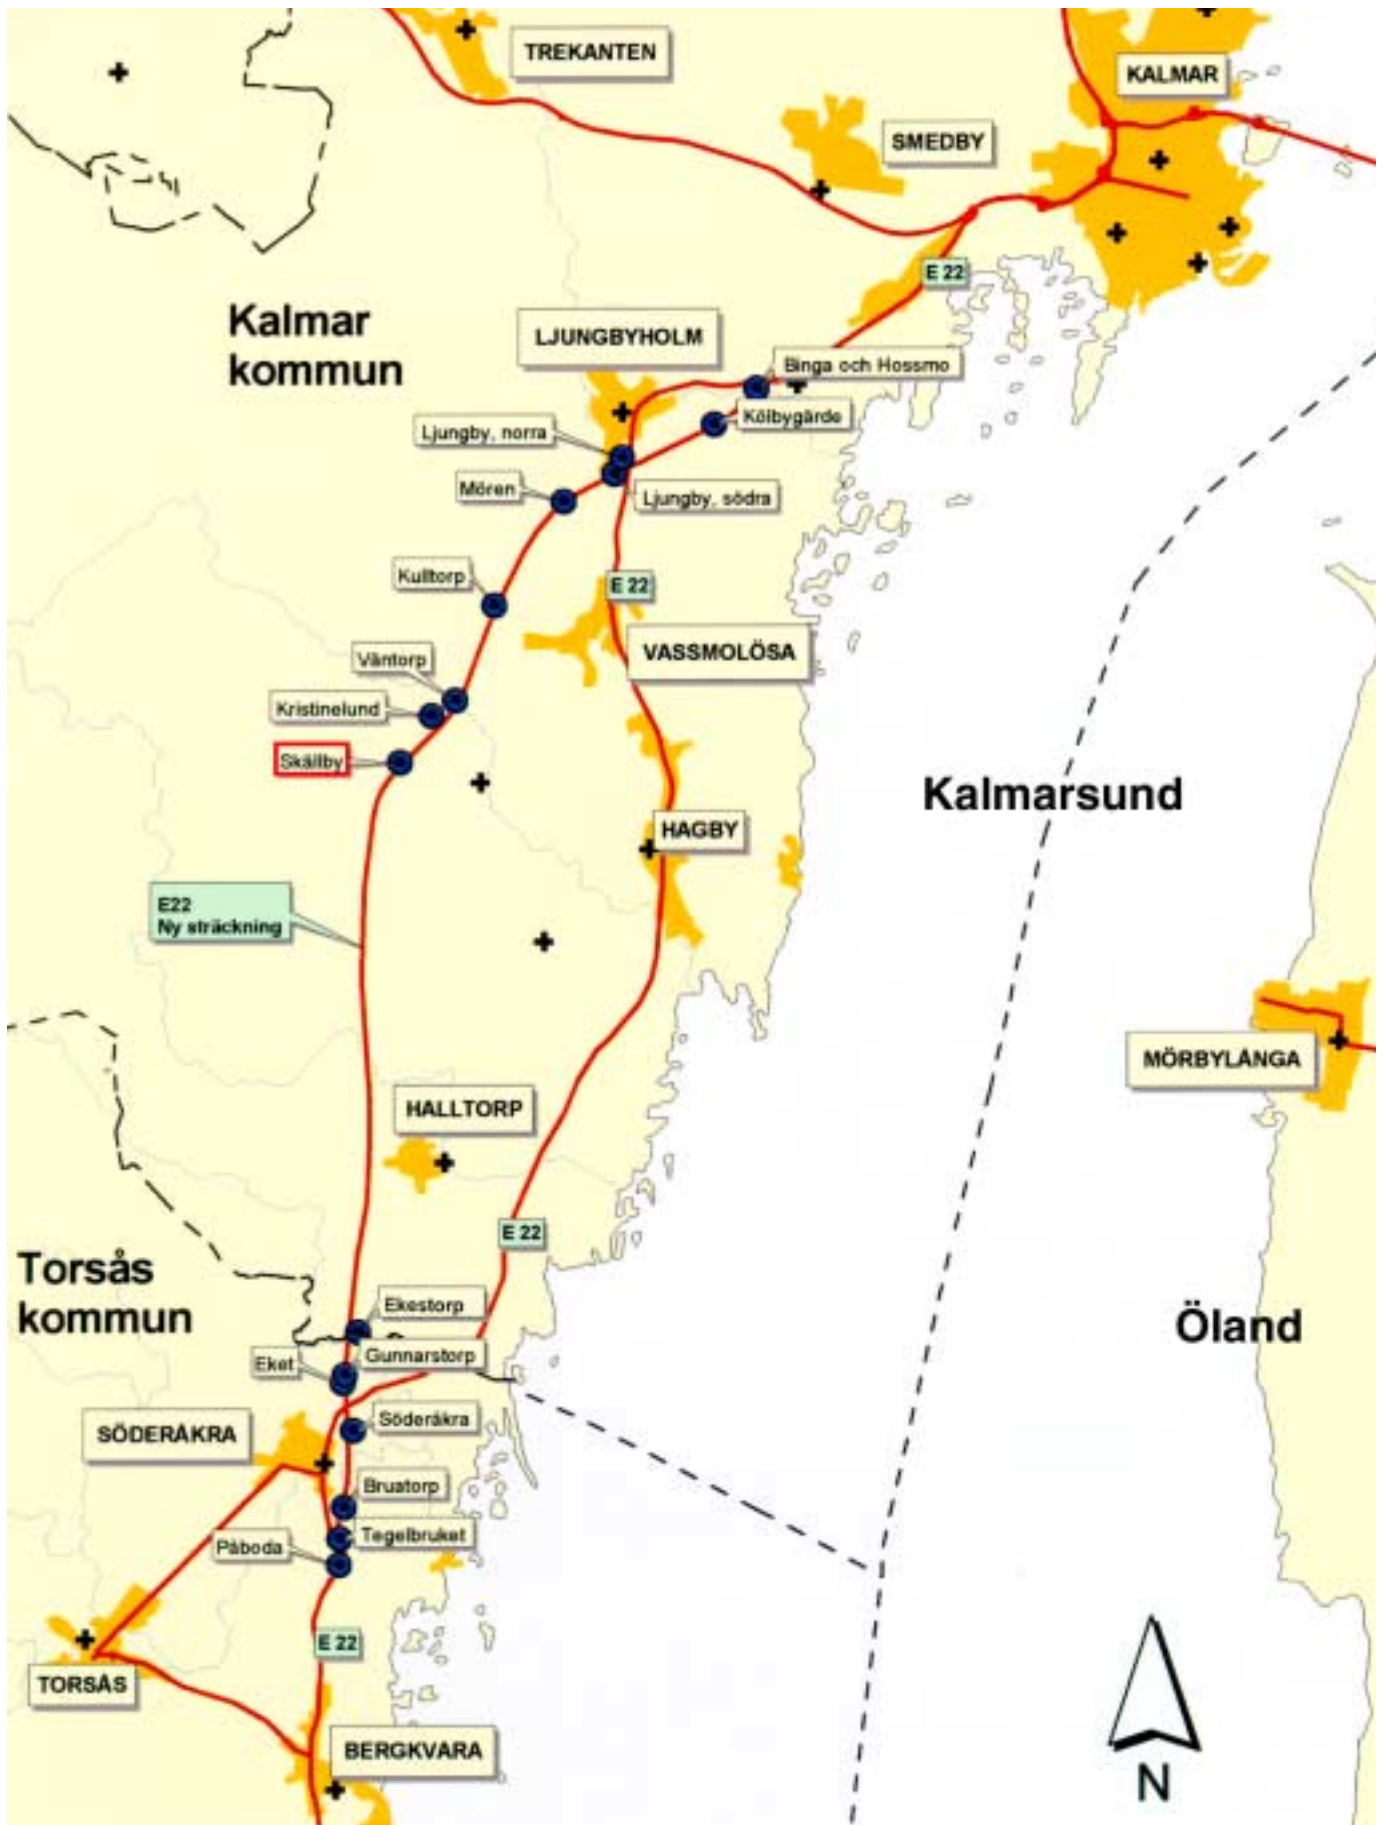 TREKANTEN
KALMAR
SMEDBY
E 22
Kalmar
kommun
LJUNGBYHOLM
Binga och Hossmo
Kölbygärde
Ljungby, norra
Mören
Ljungby, södra
Kulltorp
E 22
VASSMOLÖSA
Väntorp
Kristinelund
Skällby
Kalmarsund
HAGBY
E22
Ny sträckning
MÖRBYLÅNGA
HALLTORP
E 22
Torsås
kommun
Ekestorp
Öland
Gunnarstorp
Eket
Söderåkra
SÖDERÅKRA
Bruatorp
Tegelbruket
Påboda
E 22
TORSÅS
BERGKVARA
N